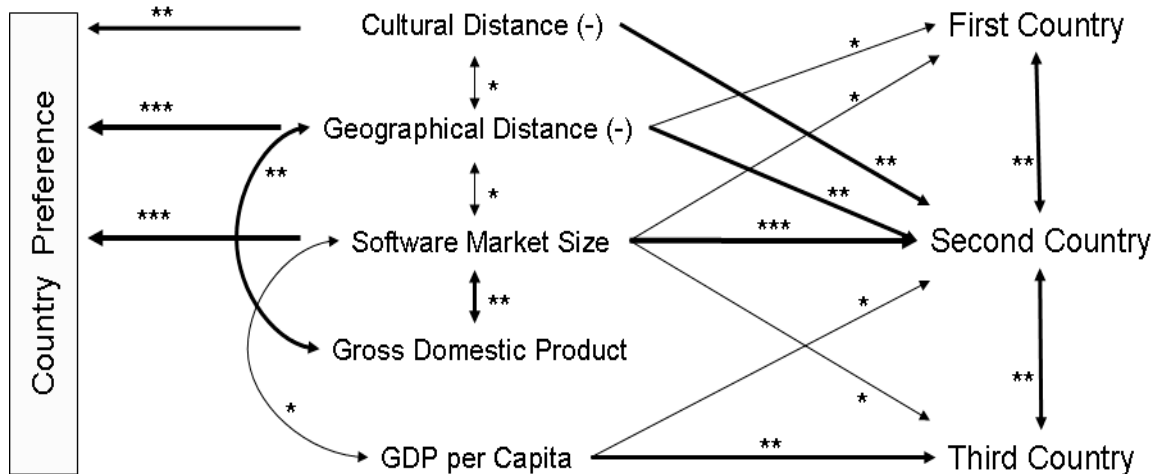 Country Preference
** Cultural Distance (-) * First Country
* *
*** Geographical Distance (-)
** ** ** **
*
*** Software Market Size *** Second Country
** *
Gross Domestic Product
**
* *
GDP per Capita ** Third Country